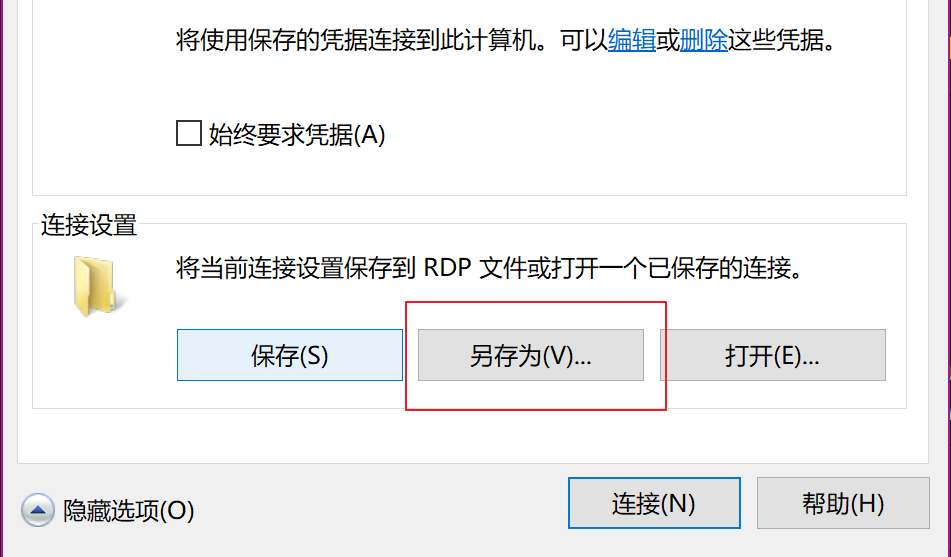 将使用保存的凭据连接到此计算机。可以编辑或删除这些凭据。
始终要求凭据(A)
连接设置
将当前连接设置保存到 RDP 文件或打开一个已保存的连接。
保存(S) 另存为(V)... 打开(E)...
隐藏选项(O) 连接(N) 帮助(H)